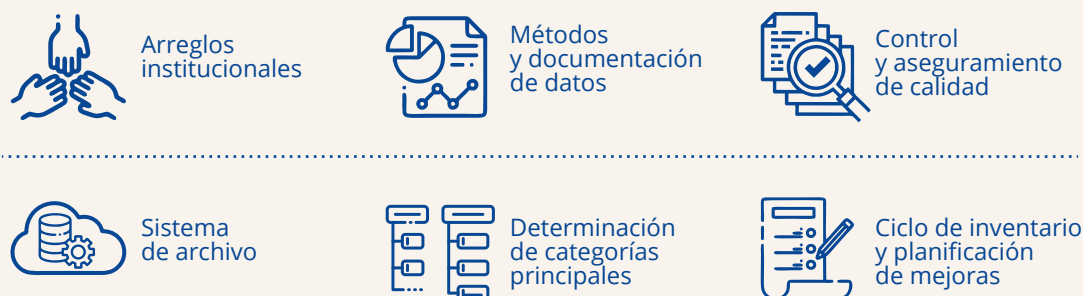 Arreglos
institucionales
Métodos
y documentación
de datos
Control
y aseguramiento
de calidad
Sistema
de archivo
Determinación
de categorías
principales
Ciclo de inventario
y planificación
de mejoras